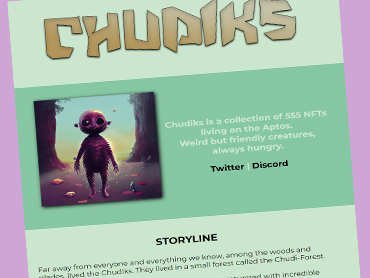 CHUDIKS
Chudiks is a collection of 555 NFTs
living on the Aptos.
Weird but friendly creatures,
always hungry.
Twitter | Discord
STORYLINE
Far away from everyone and everything we know, among the woods and
glades, lived the Chudiks. They lived in a small forest called the Chudi-Forest.
with incredible